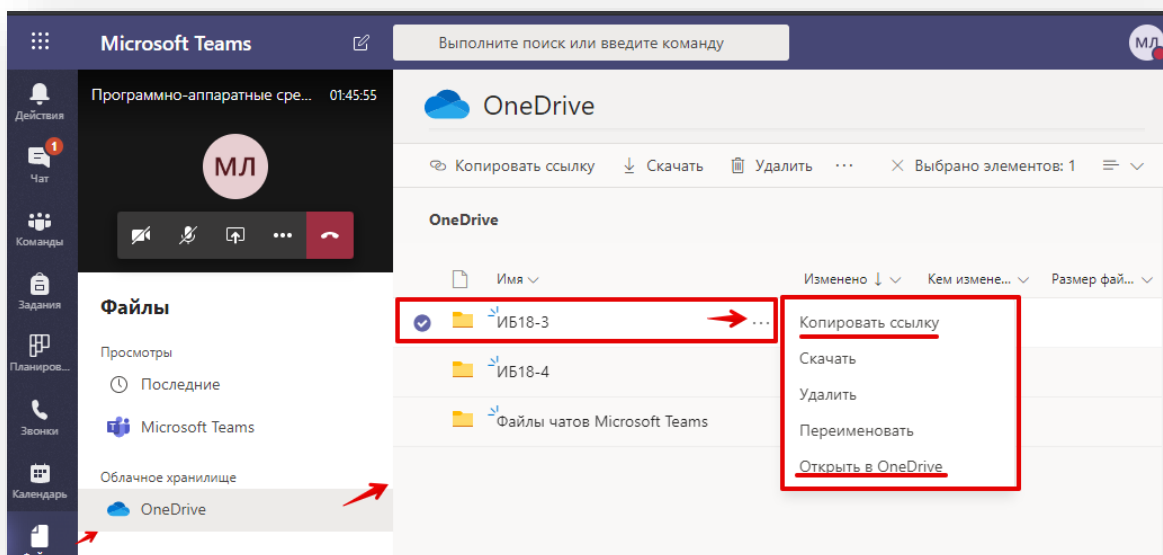 Microsoft Teams
Выполните поиск или введите команду
МЛ
Действия
1
Чат
Команды
Задания
Планиров...
Звонки
Календарь
Программно-аппаратные сре... 01:45:55
МЛ
Файлы
Просмотры
Последние
Microsoft Teams
Облачное хранилище
OneDrive
OneDrive
Копировать ссылку Скачать Удалить ... Выбрано элементов: 1
OneDrive
Имя Изменено ↓ Кем измене... Размер фай...
ИБ18-3 ...
ИБ18-4
Файлы чатов Microsoft Teams
Копировать ссылку
Скачать
Удалить
Переименовать
Открыть в OneDrive